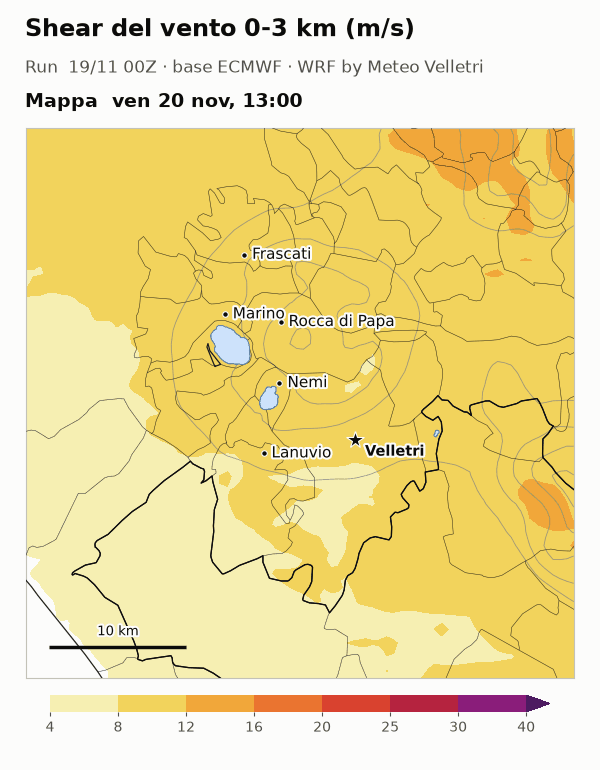 Shear del vento 0-3 km (m/s)
Run 19/11 00Z · base ECMWF · WRF by Meteo Velletri
Mappa ven 20 nov, 13:00
Frascati
Marino
Rocca di Papa
Nemi
Velletri
Lanuvio
10 km
4 8 12 16 20 25 30 40